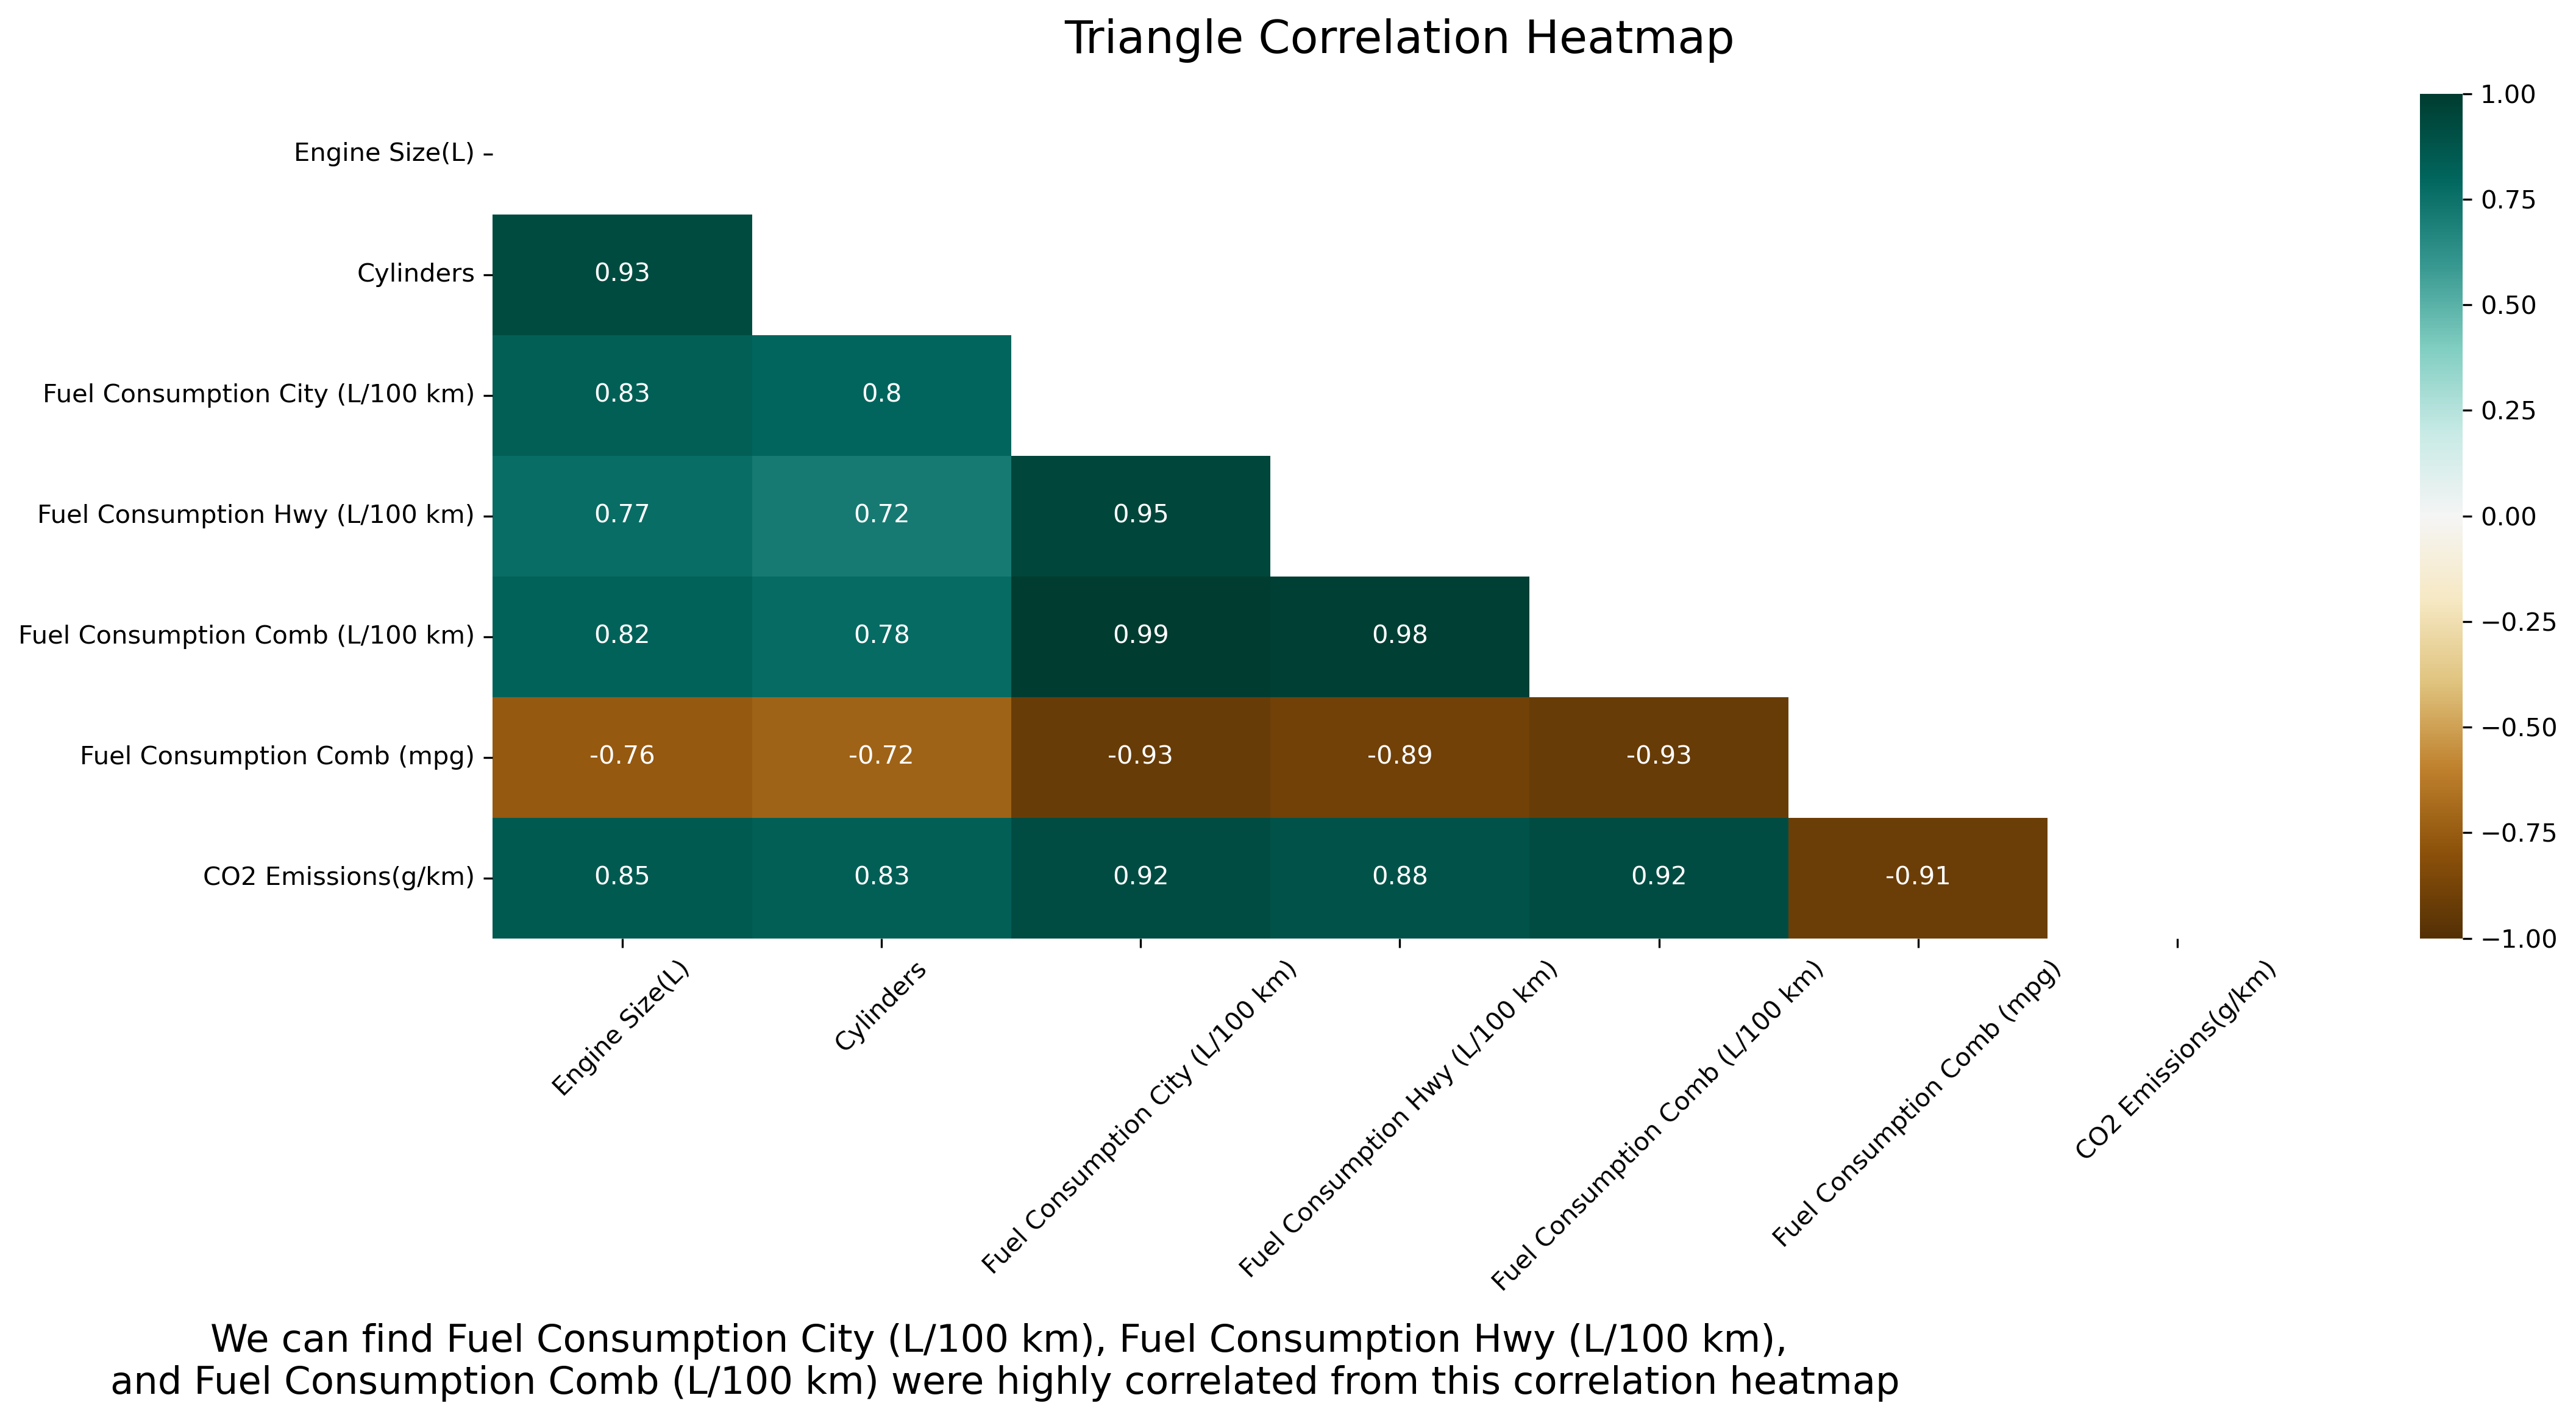 Triangle Correlation Heatmap
1.00
Engine Size(L)
0.75
Cylinders
0.93
0.50
Fuel Consumption City (L/100 km)
0.83
0.8
0.25
Fuel Consumption Hwy (L/100 km)
0.77
0.72
0.95
0.00
Fuel Consumption Comb (L/100 km)
0.82
0.78
0.99
0.98
−0.25
Fuel Consumption Comb (mpg)
-0.76
-0.72
-0.93
-0.89
-0.93
−0.50
−0.75
CO2 Emissions(g/km)
0.85
0.83
0.92
0.88
0.92
-0.91
−1.00
Engine Size(L)
Cylinders
Fuel Consumption City (L/100 km)
Fuel Consumption Hwy (L/100 km)
Fuel Consumption Comb (L/100 km)
Fuel Consumption Comb (mpg)
CO2 Emissions(g/km)
We can find Fuel Consumption City (L/100 km), Fuel Consumption Hwy (L/100 km),
and Fuel Consumption Comb (L/100 km) were highly correlated from this correlation heatmap